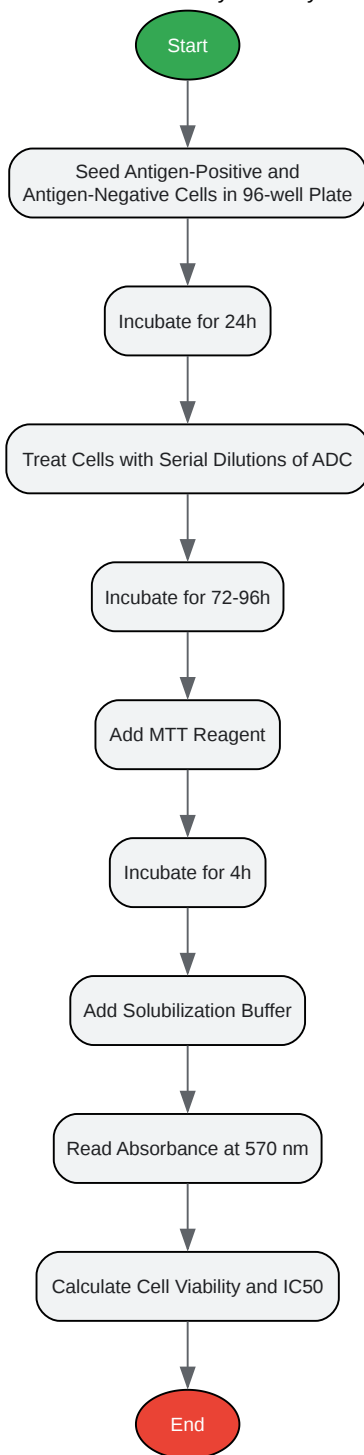 Start
Seed Antigen-Positive and
Antigen-Negative Cells in 96-well Plate
Incubate for 24h
Treat Cells with Serial Dilutions of ADC
Incubate for 72-96h
Add MTT Reagent
Incubate for 4h
Add Solubilization Buffer
Read Absorbance at 570 nm
Calculate Cell Viability and IC50
End